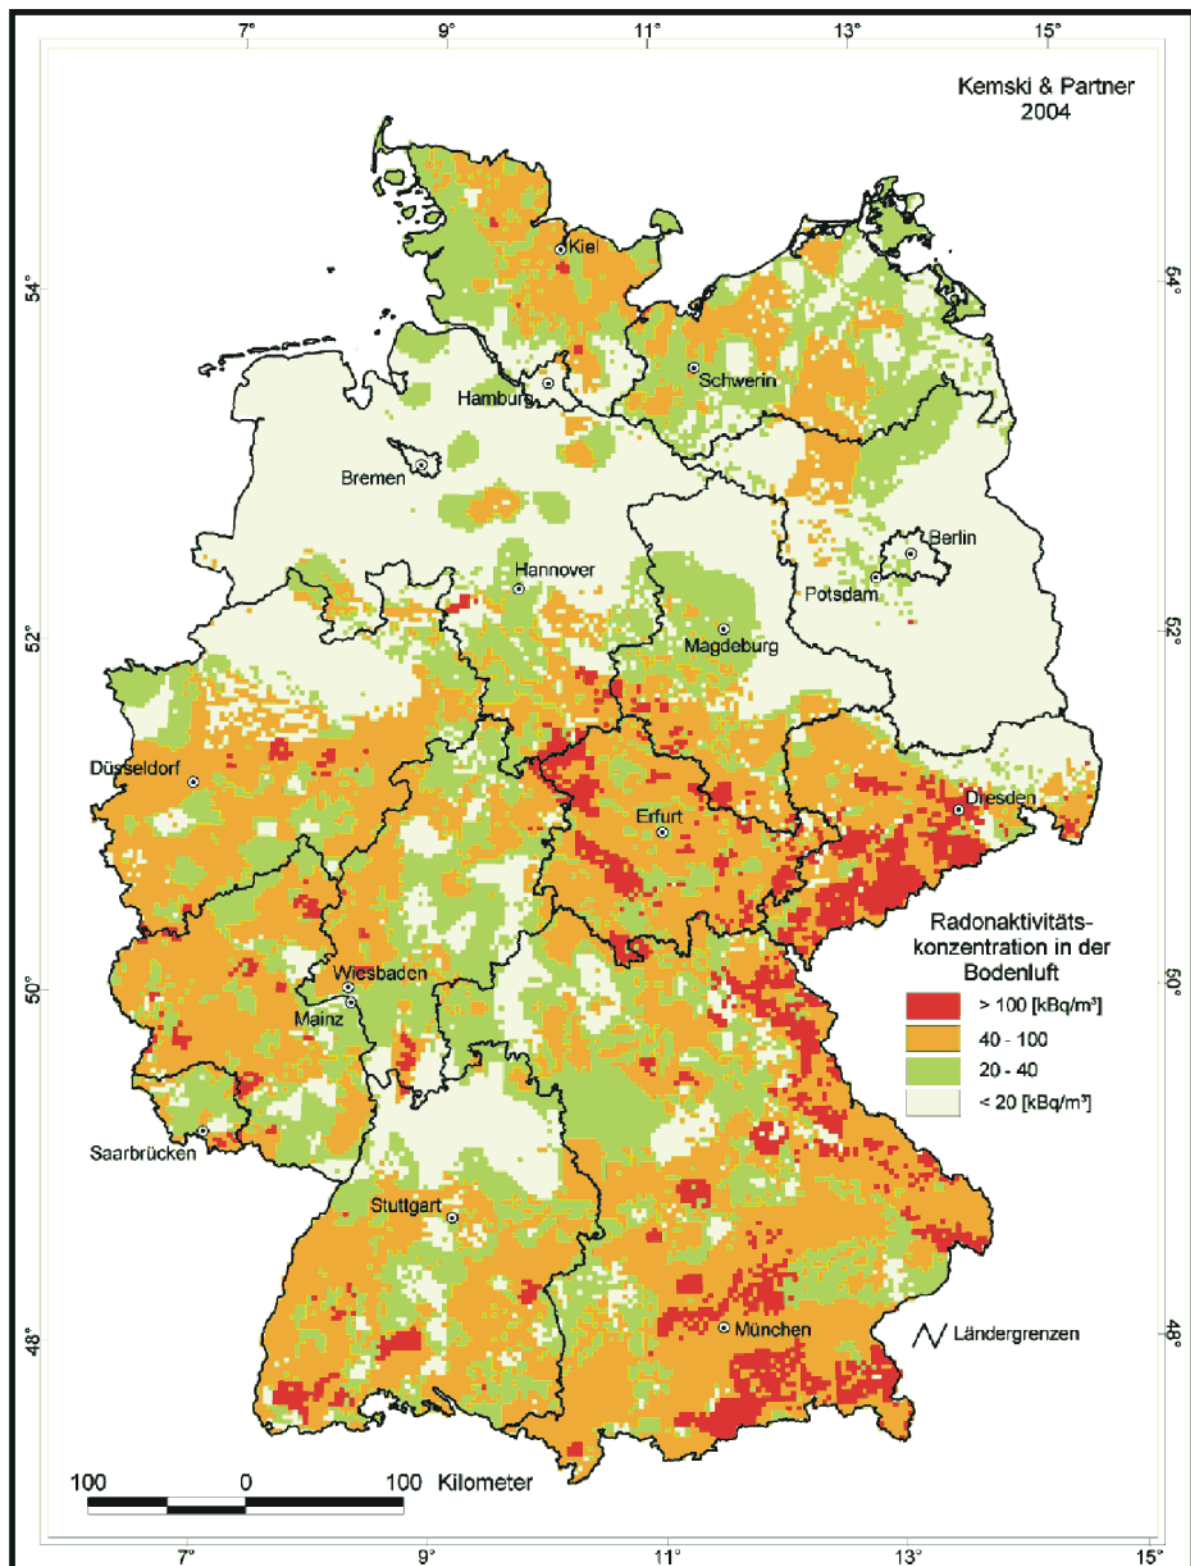 7° 9° 11° 13° 15°
Kemski & Partner
2004
54° 54°
Kiel
Schwerin
Hamburg
Bremen
Berlin
Hannover
Potsdam
52° 52°
Magdeburg
Düsseldorf
Dresden
Erfurt
Radonaktivitäts-
konzentration in der
Bodenluft
> 100 [kBq/m³]
40 - 100
20 - 40
< 20 [kBq/m³]
50° 50°
Wiesbaden
Mainz
Saarbrücken
Stuttgart
München
Ländergrenzen
48° 48°
100 0 100 Kilometer
7° 9° 11° 13° 15°